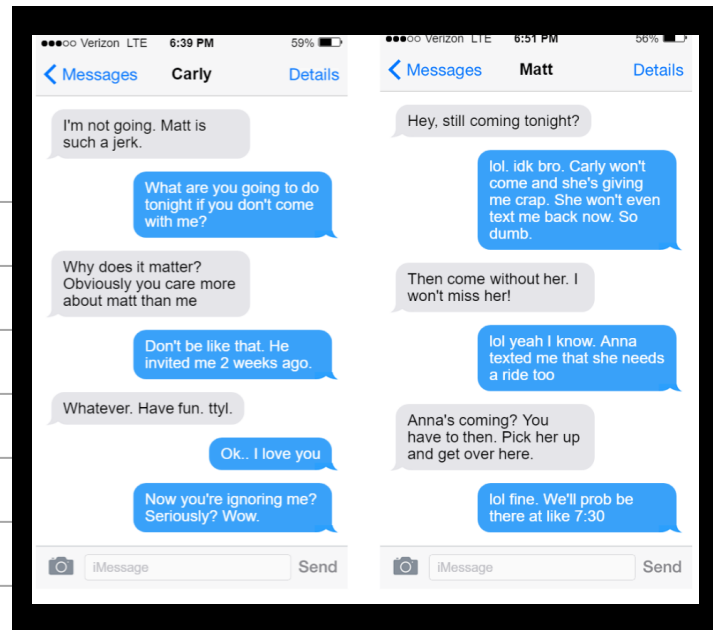 Verizon LTE 6:39 PM 59%
Messages Carly Details
I'm not going. Matt is
such a jerk.
What are you going to do
tonight if you don't come
with me?
Why does it matter?
Obviously you care more
about matt than me
Don't be like that. He
invited me 2 weeks ago.
Whatever. Have fun. ttyl.
Ok.. I love you
Now you're ignoring me?
Seriously? Wow.
iMessage Send
Verizon LTE 6:51 PM 56%
Messages Matt Details
Hey, still coming tonight?
lol. idk bro. Carly won't
come and she's giving
me crap. She won't even
text me back now. So
dumb.
Then come without her. I
won't miss her!
lol yeah I know. Anna
texted me that she needs
a ride too
Anna's coming? You
have to then. Pick her up
and get over here.
lol fine. We'll prob be
there at like 7:30
iMessage Send